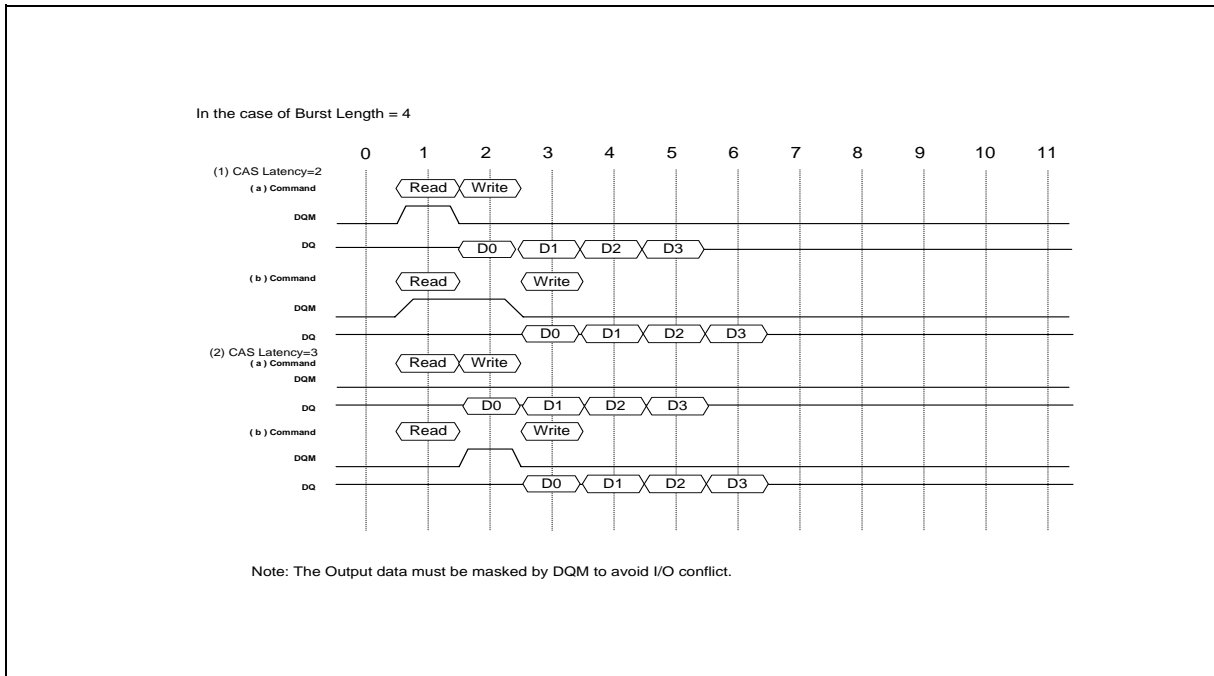 In the case of Burst Length = 4
0 1 2 3 4 5 6 7 8 9 10 11
(1) CAS Latency=2
( a ) Command Read Write
DQM
DQ D0 D1 D2 D3
( b ) Command Read Write
DQM
DQ D0 D1 D2 D3
(2) CAS Latency=3
( a ) Command Read Write
DQM
DQ D0 D1 D2 D3
( b ) Command Read Write
DQM
DQ D0 D1 D2 D3
Note: The Output data must be masked by DQM to avoid I/O conflict.